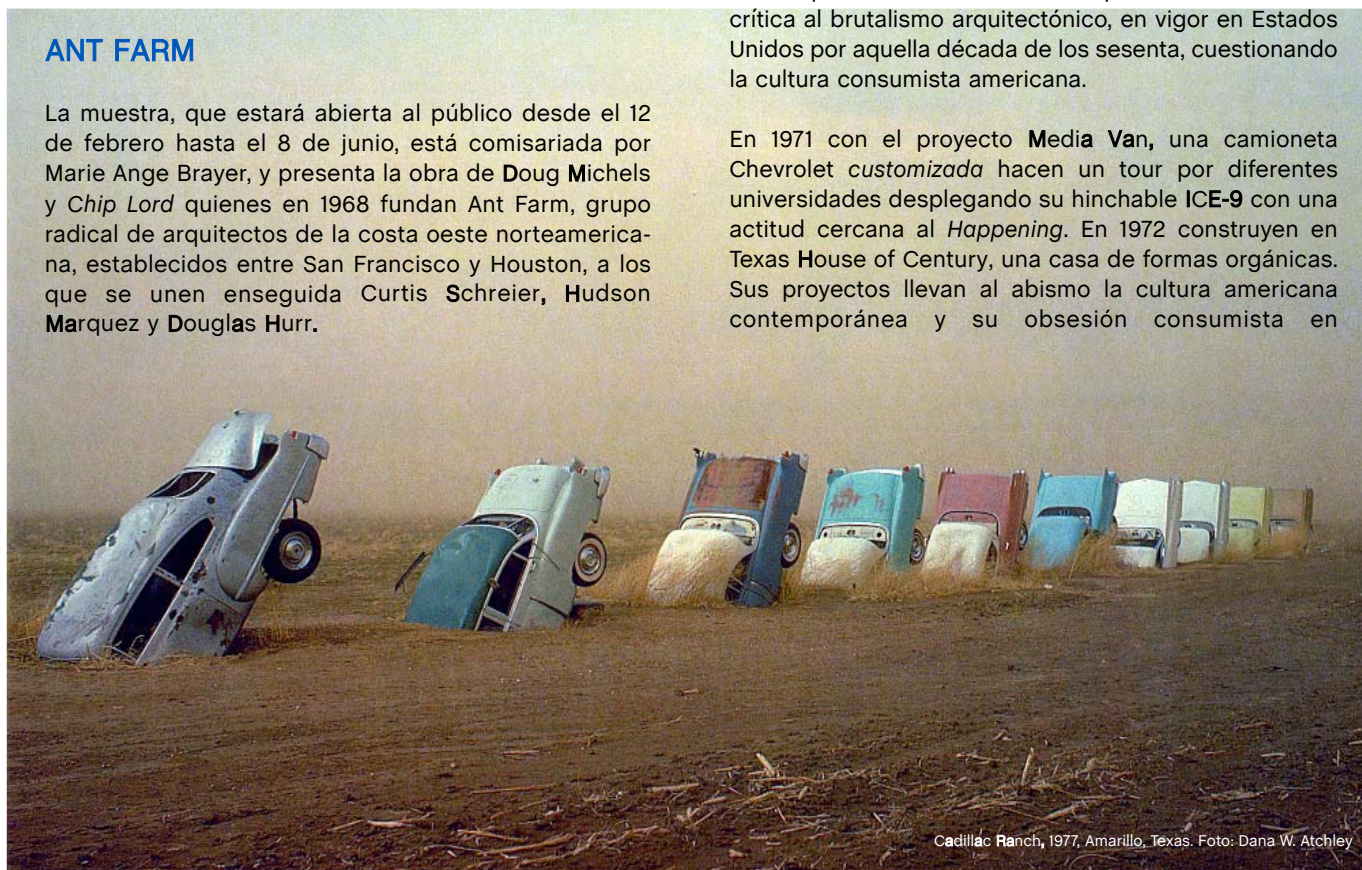 ANT FARM
La muestra, que estará abierta al público desde el 12
de febrero hasta el 8 de junio, está comisariada por
Marie Ange Brayer, y presenta la obra de Doug Michels
y Chip Lord quienes en 1968 fundan Ant Farm, grupo
radical de arquitectos de la costa oeste norteamerica-
na, establecidos entre San Francisco y Houston, a los
que se unen enseguida Curtis Schreier, Hudson
Marquez y Douglas Hurr.
crítica al brutalismo arquitectónico, en vigor en Estados
Unidos por aquella década de los sesenta, cuestionando
la cultura consumista americana.
En 1971 con el proyecto Media Van, una camioneta
Chevrolet customizada hacen un tour por diferentes
universidades desplegando su hinchable ICE-9 con una
actitud cercana al Happening. En 1972 construyen en
Texas House of Century, una casa de formas orgánicas.
Sus proyectos llevan al abismo la cultura americana
contemporánea y su obsesión consumista en
Cadillac Ranch, 1977, Amarillo, Texas. Foto: Dana W. Atchley